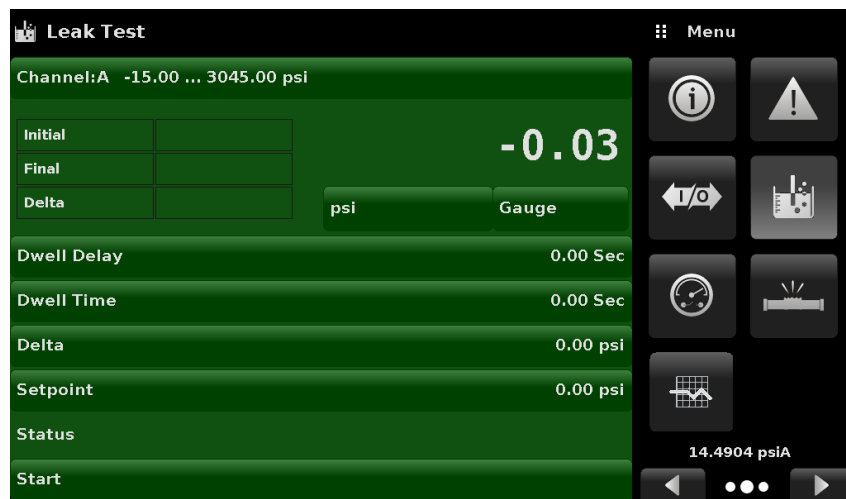 Leak Test
Menu
Channel:A -15.00 ... 3045.00 psi
Initial
Final
Delta
-0.03
psi
Gauge
Dwell Delay 0.00 Sec
Dwell Time 0.00 Sec
Delta 0.00 psi
Setpoint 0.00 psi
Status
Start
I/O
14.4904 psiA